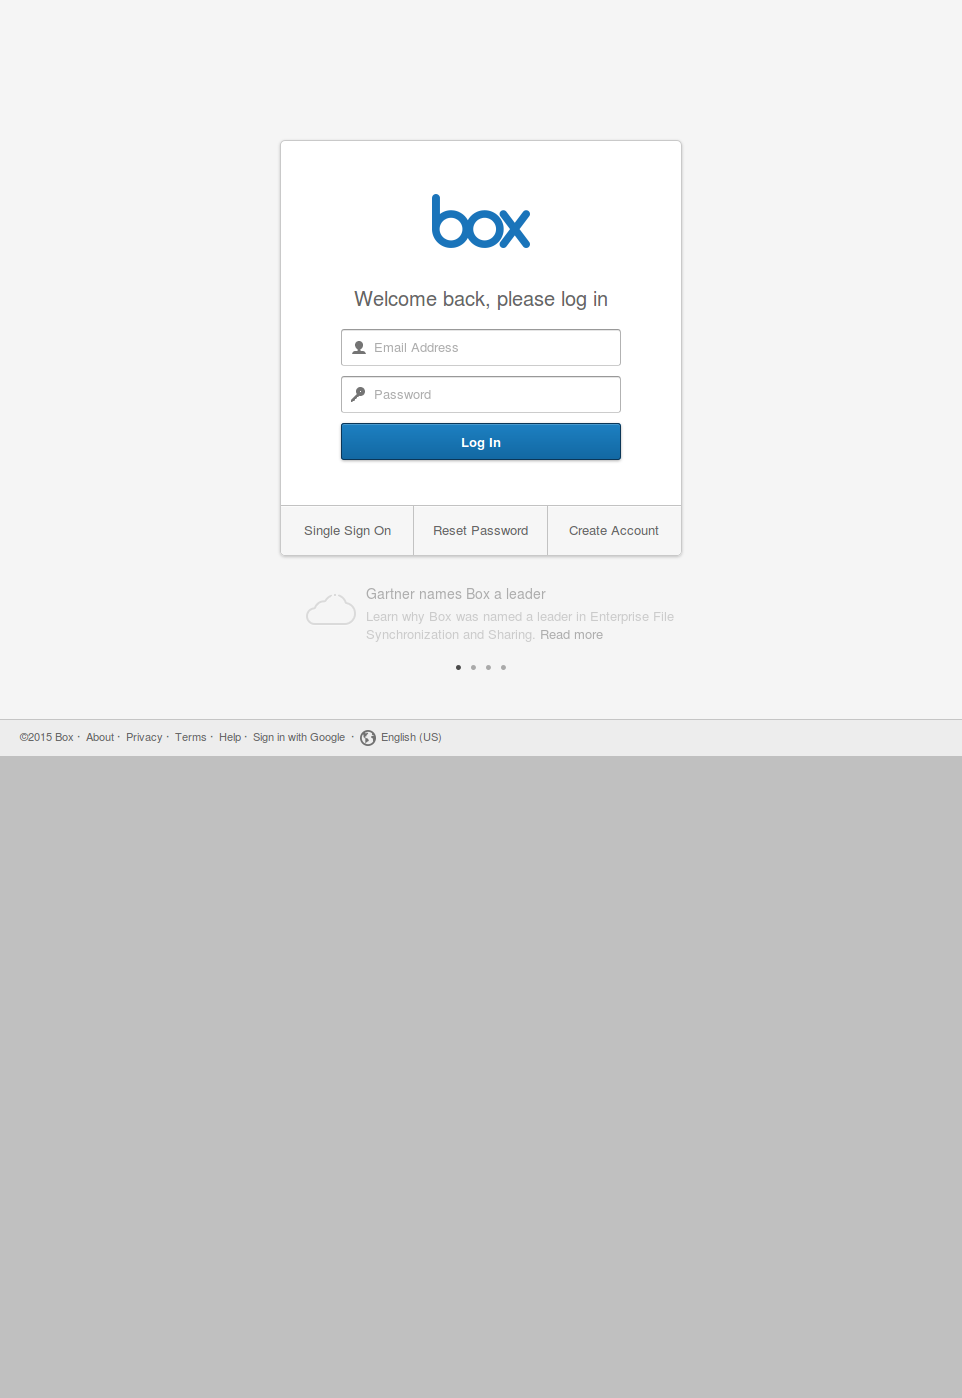 box
Welcome back, please log in
Email Address
Password
Log In
Single Sign On Reset Password Create Account
Gartner names Box a leader
Learn why Box was named a leader in Enterprise File
Synchronization and Sharing. Read more
©2015 Box · About · Privacy · Terms · Help · Sign in with Google · English (US)